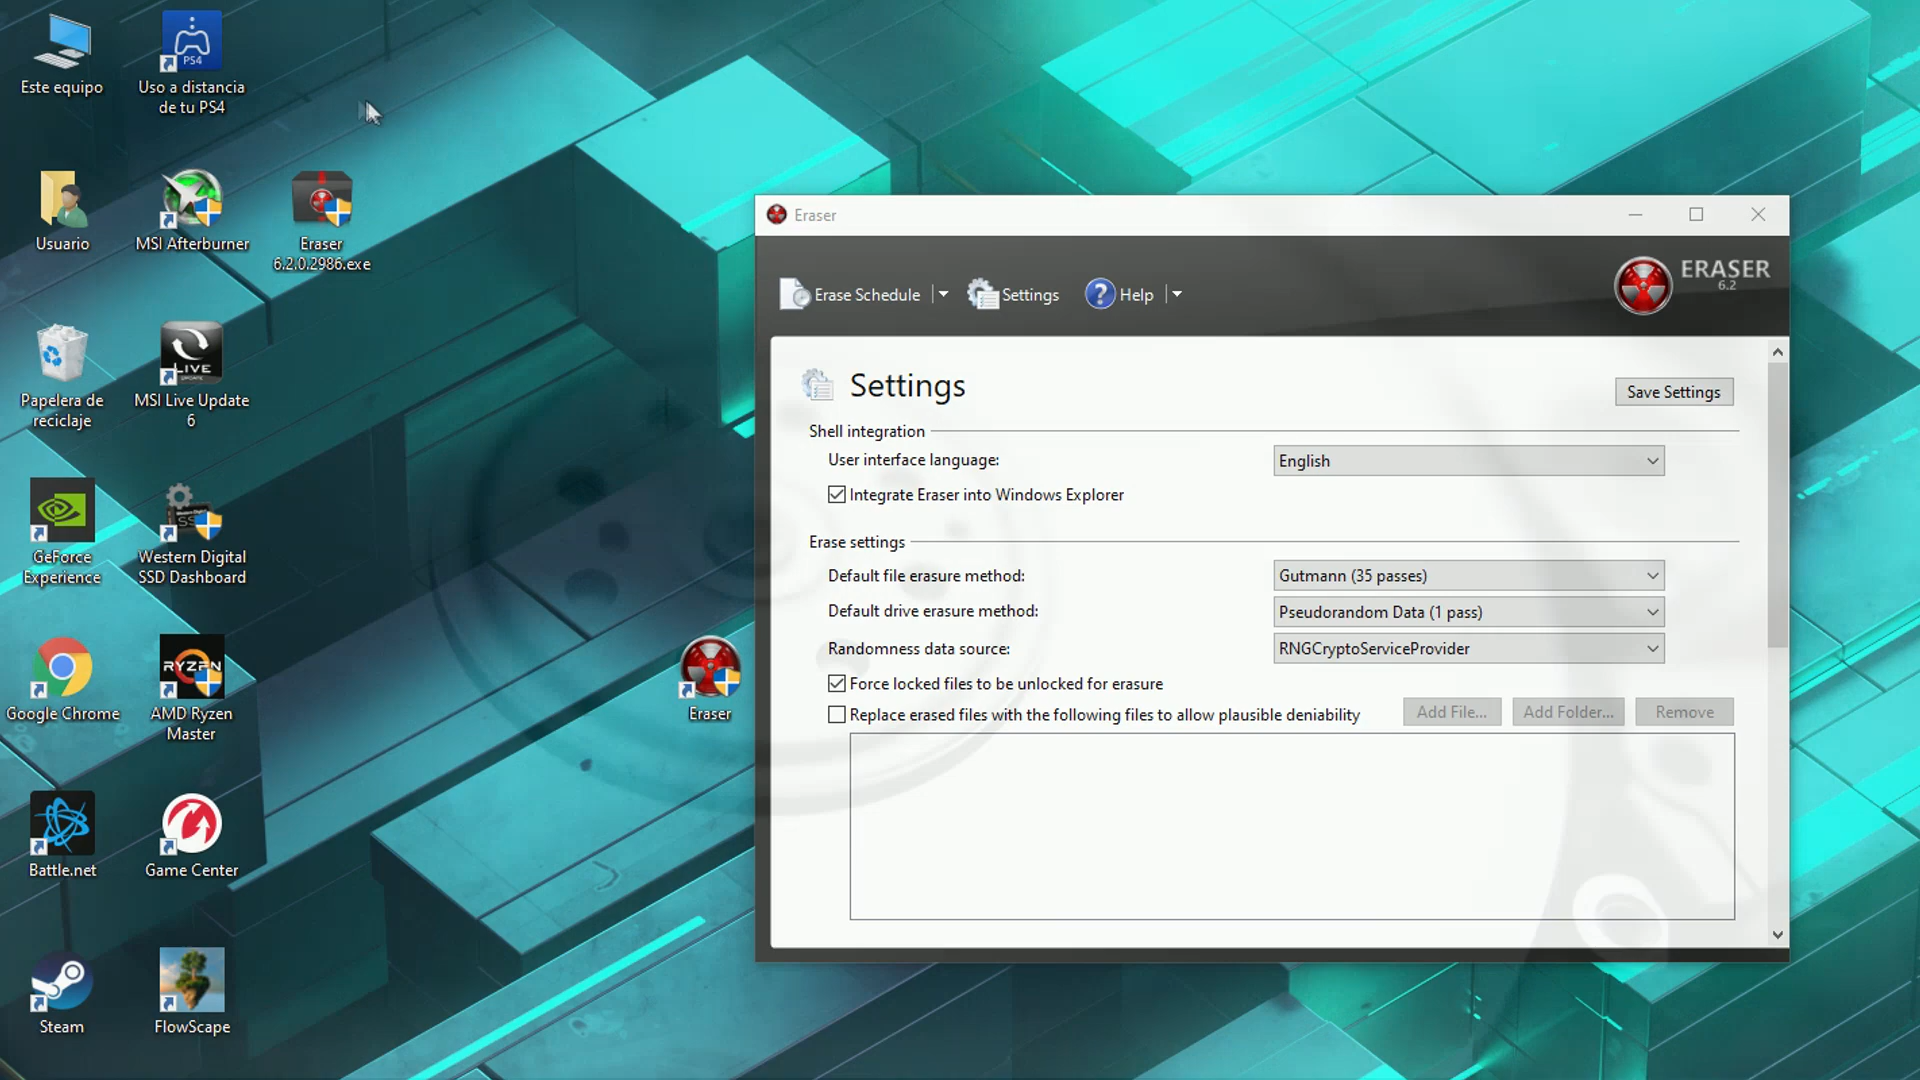 Este equipo
PS4
Uso a distancia
de tu PS4
Usuario
MSI Afterburner
Eraser
6.2.0.2986.exe
Papelera de
reciclaje
LIVE
MSI Live Update
6
GeForce
Experience
Western Digital
SSD Dashboard
Google Chrome
RYZEN
AMD Ryzen
Master
Eraser
Battle.net
Game Center
Steam
FlowScape
Eraser
Erase Schedule
Settings
? Help
ERASER
6.2
Settings
Save Settings
Shell integration
User interface language:
English
Integrate Eraser into Windows Explorer
Erase settings
Default file erasure method:
Gutmann (35 passes)
Default drive erasure method:
Pseudorandom Data (1 pass)
Randomness data source:
RNGCryptoServiceProvider
Force locked files to be unlocked for erasure
Replace erased files with the following files to allow plausible deniability
Add File...
Add Folder...
Remove